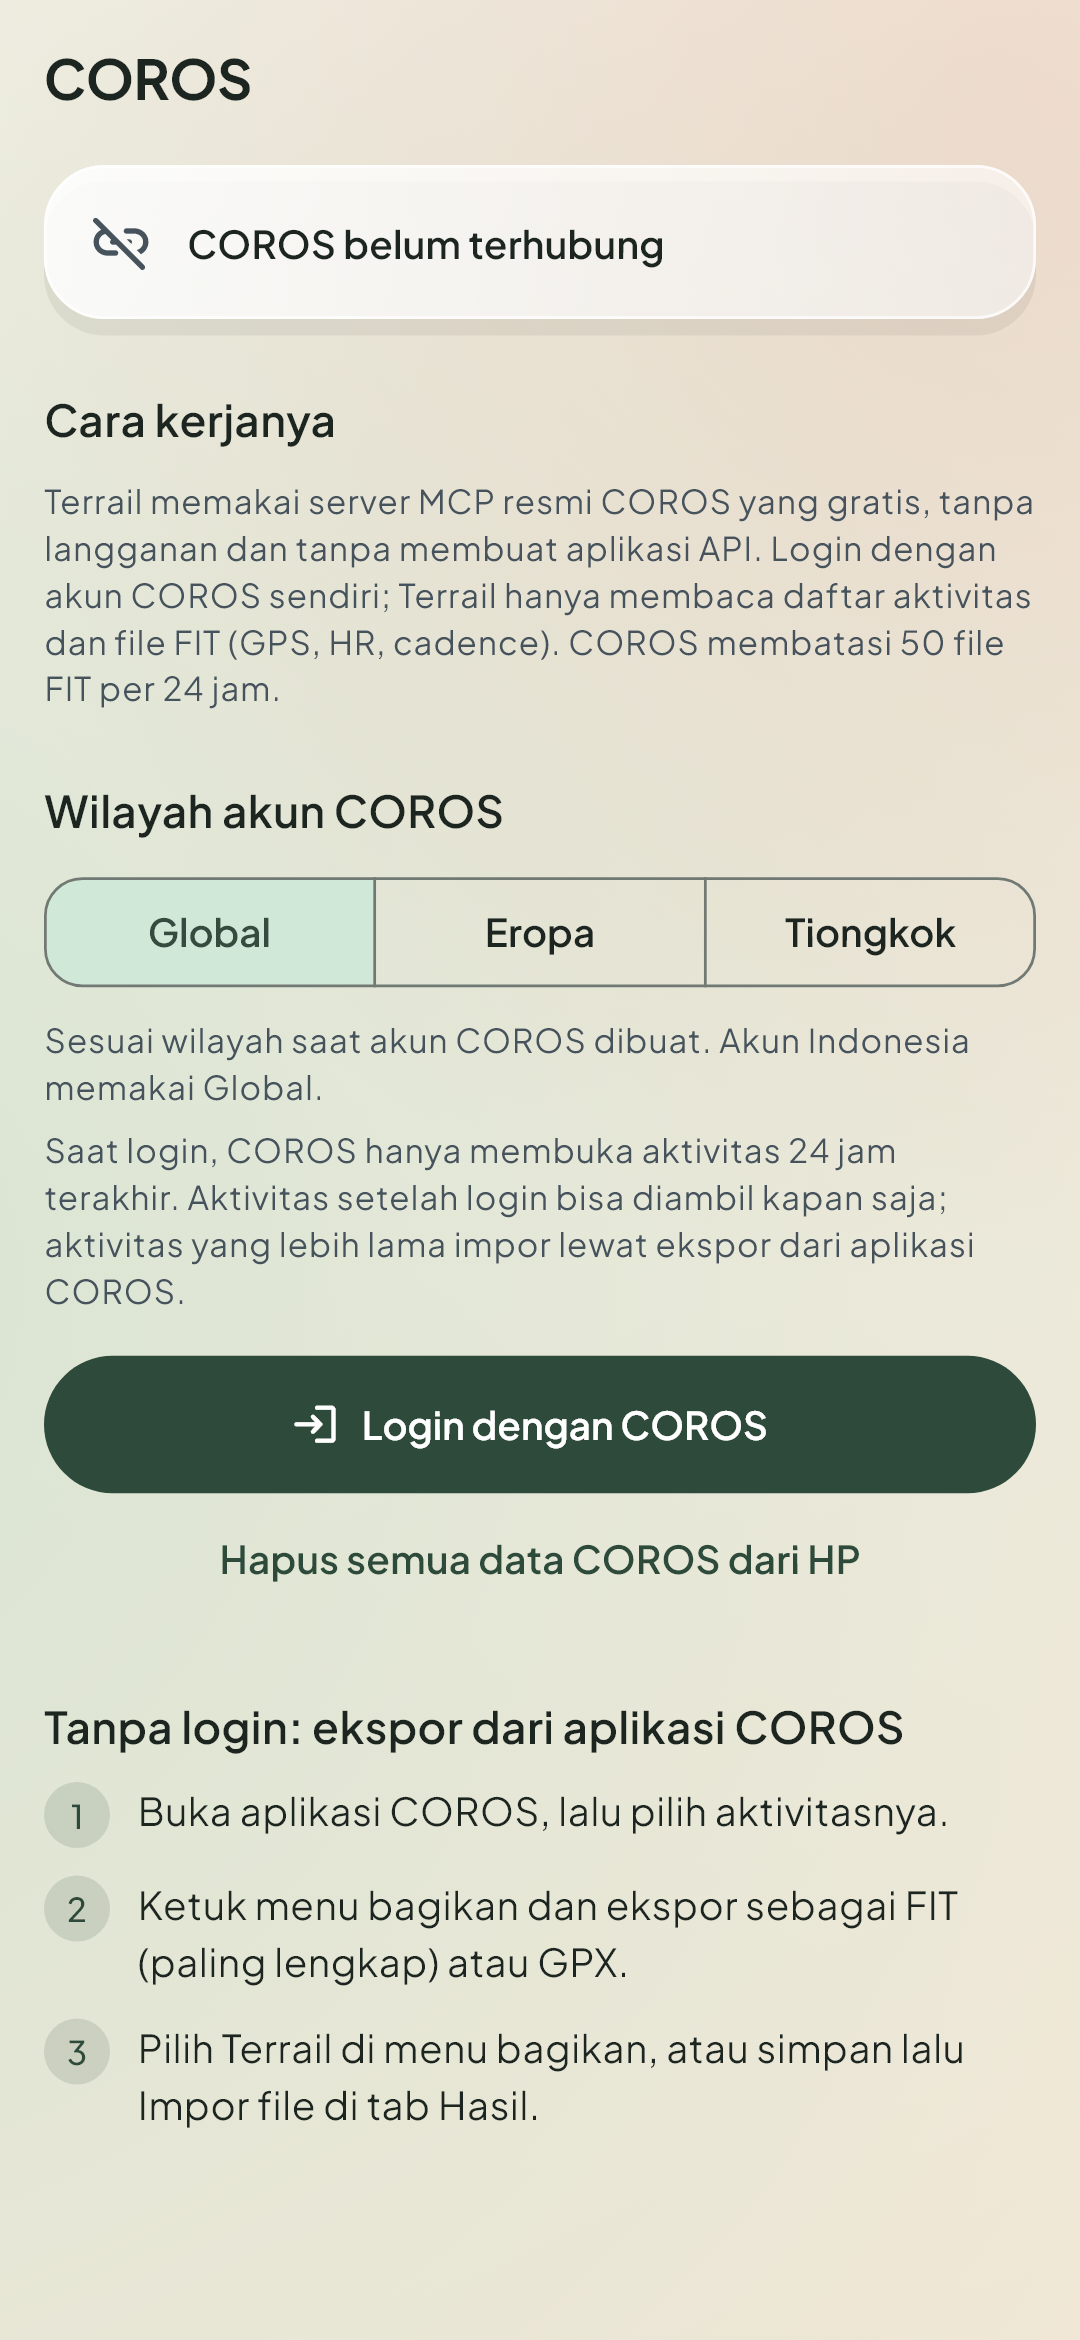 COROS
COROS belum terhubung
Cara kerjanya
Terrail memakai server MCP resmi COROS yang gratis, tanpa
langganan dan tanpa membuat aplikasi API. Login dengan
akun COROS sendiri; Terrail hanya membaca daftar aktivitas
dan file FIT (GPS, HR, cadence). COROS membatasi 50 file
FIT per 24 jam.
Wilayah akun COROS
Global Eropa Tiongkok
Sesuai wilayah saat akun COROS dibuat. Akun Indonesia
memakai Global.
Saat login, COROS hanya membuka aktivitas 24 jam
terakhir. Aktivitas setelah login bisa diambil kapan saja;
aktivitas yang lebih lama impor lewat ekspor dari aplikasi
COROS.
Login dengan COROS
Hapus semua data COROS dari HP
Tanpa login: ekspor dari aplikasi COROS
1 Buka aplikasi COROS, lalu pilih aktivitasnya.
2 Ketuk menu bagikan dan ekspor sebagai FIT
(paling lengkap) atau GPX.
3 Pilih Terrail di menu bagikan, atau simpan lalu
Impor file di tab Hasil.